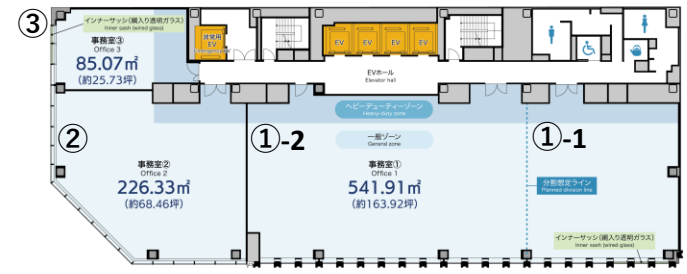 ③
インナーサッシ(網入り透明ガラス)
Inner sash (wired glass)
事務室③
Office 3
85.07㎡
(約25.73坪)
非常用
EV
EV EV EV EV
EVホール
Elevator hall
ヘビーデューティーゾーン
Heavy-duty zone
②
①-2
①-1
一般ゾーン
General zone
事務室②
Office 2
226.33㎡
(約68.46坪)
事務室①
Office 1
541.91㎡
(約163.92坪)
分割想定ライン
Planned division line
インナーサッシ(網入り透明ガラス)
Inner sash (wired glass)